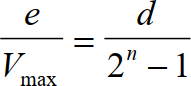 e/V_max = d/(2^n − 1)